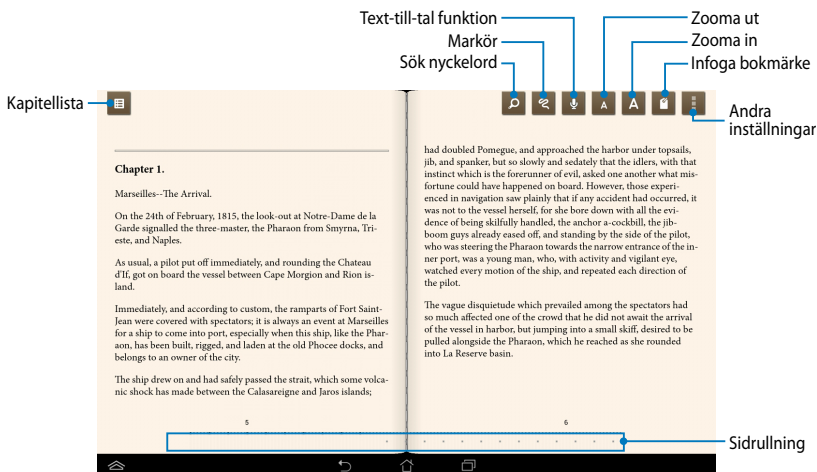 Text-till-tal funktion
Markör
Sök nyckelord
Zooma ut
Zooma in
Infoga bokmärke
Kapitellista
Andra
inställningar
A
A
Chapter 1.
Marseilles--The Arrival.
On the 24th of February, 1815, the look-out at Notre-Dame de la
Garde signalled the three-master, the Pharaon from Smyrna, Tri-
este, and Naples.
As usual, a pilot put off immediately, and rounding the Chateau
d'If, got on board the vessel between Cape Morgion and Rion is-
land.
Immediately, and according to custom, the ramparts of Fort Saint-
Jean were covered with spectators; it is always an event at Marseilles
for a ship to come into port, especially when this ship, like the Phar-
aon, has been built, rigged, and laden at the old Phocee docks, and
belongs to an owner of the city.
The ship drew on and had safely passed the strait, which some volca-
nic shock has made between the Calasareigne and Jaros islands;
5
had doubled Pomegue, and approached the harbor under topsails,
jib, and spanker, but so slowly and sedately that the idlers, with that
instinct which is the forerunner of evil, asked one another what mis-
fortune could have happened on board. However, those experi-
enced in navigation saw plainly that if any accident had occurred, it
was not to the vessel herself, for she bore down with all the evi-
dence of being skilfully handled, the anchor a-cockbill, the jib-
boom guys already eased off, and standing by the side of the pilot,
who was steering the Pharaon towards the narrow entrance of the in-
ner port, was a young man, who, with activity and vigilant eye,
watched every motion of the ship, and repeated each direction of
the pilot.
The vague disquietude which prevailed among the spectators had
so much affected one of the crowd that he did not await the arrival
of the vessel in harbor, but jumping into a small skiff, desired to be
pulled alongside the Pharaon, which he reached as she rounded
into La Reserve basin.
6
Sidrullning